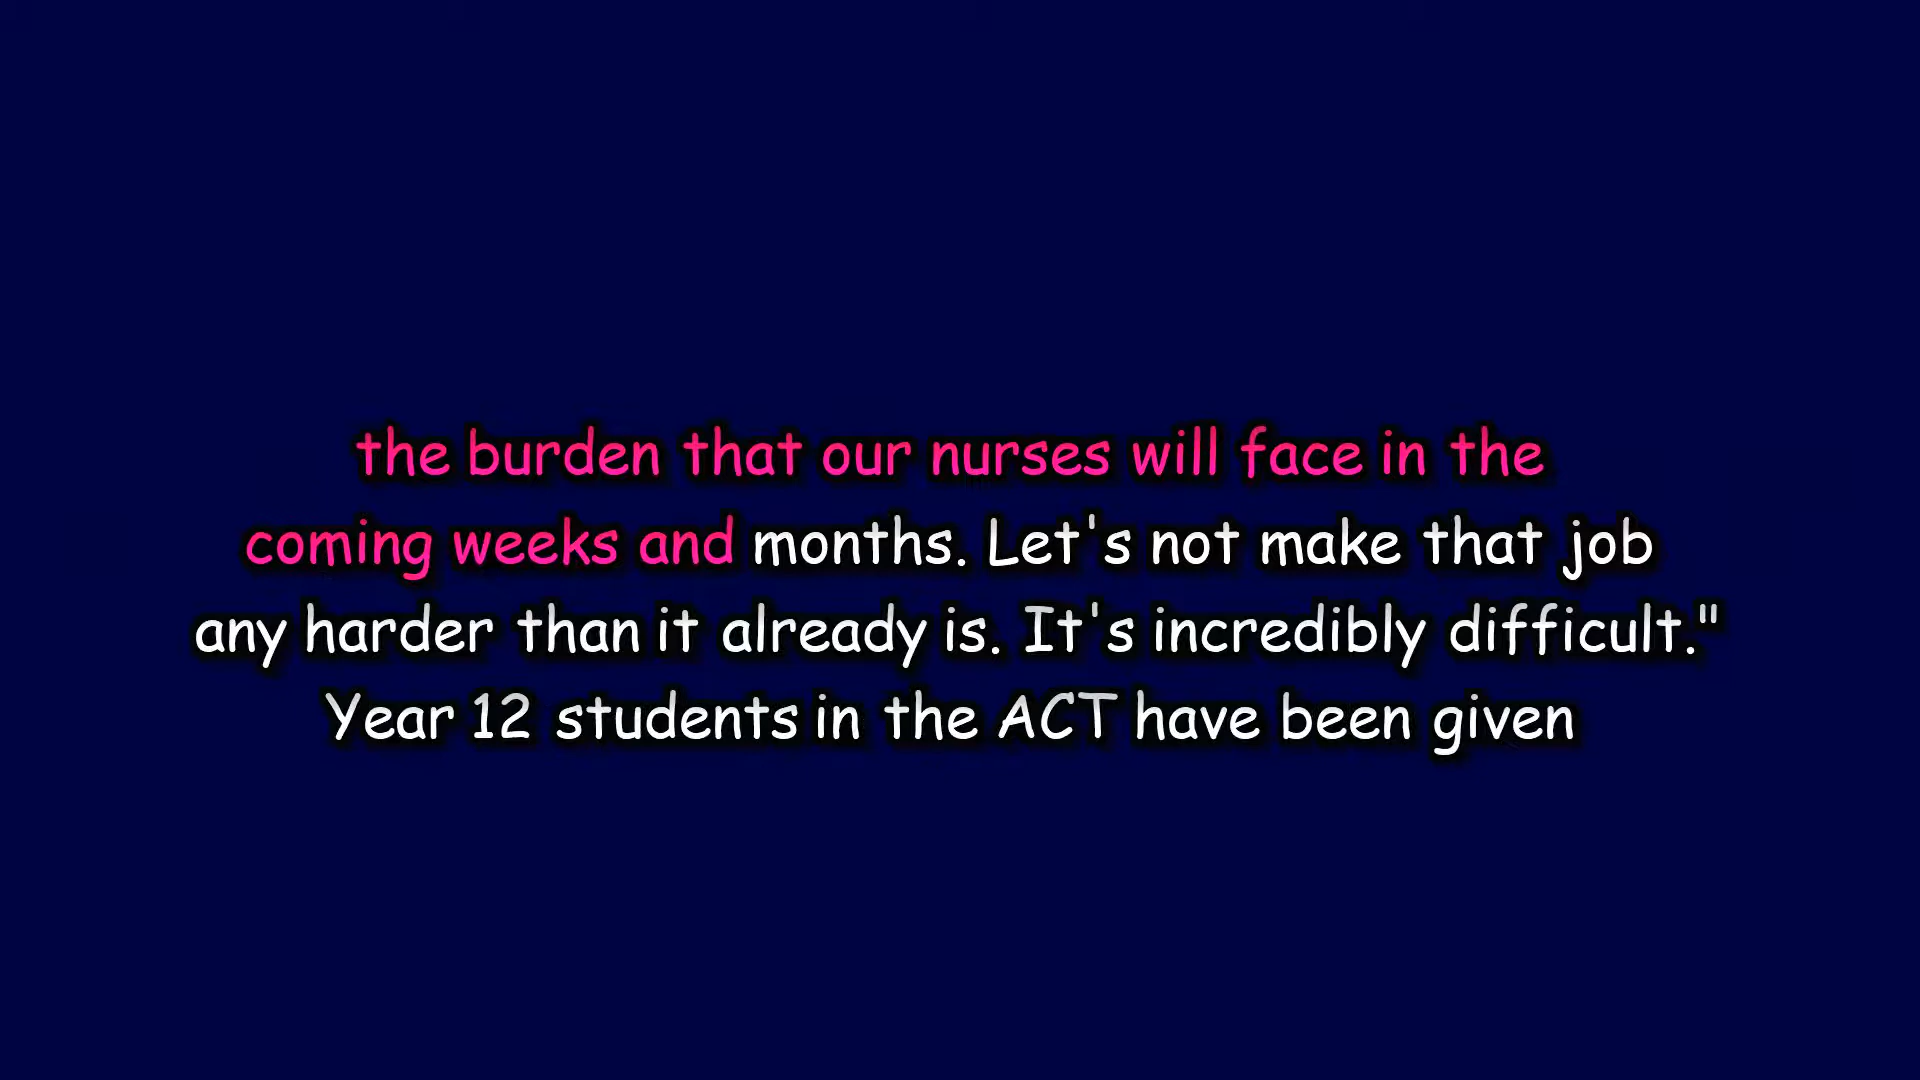 the burden that our nurses will face in the
coming weeks and months. Let's not make that job
any harder than it already is. It's incredibly difficult."
Year 12 students in the ACT have been given